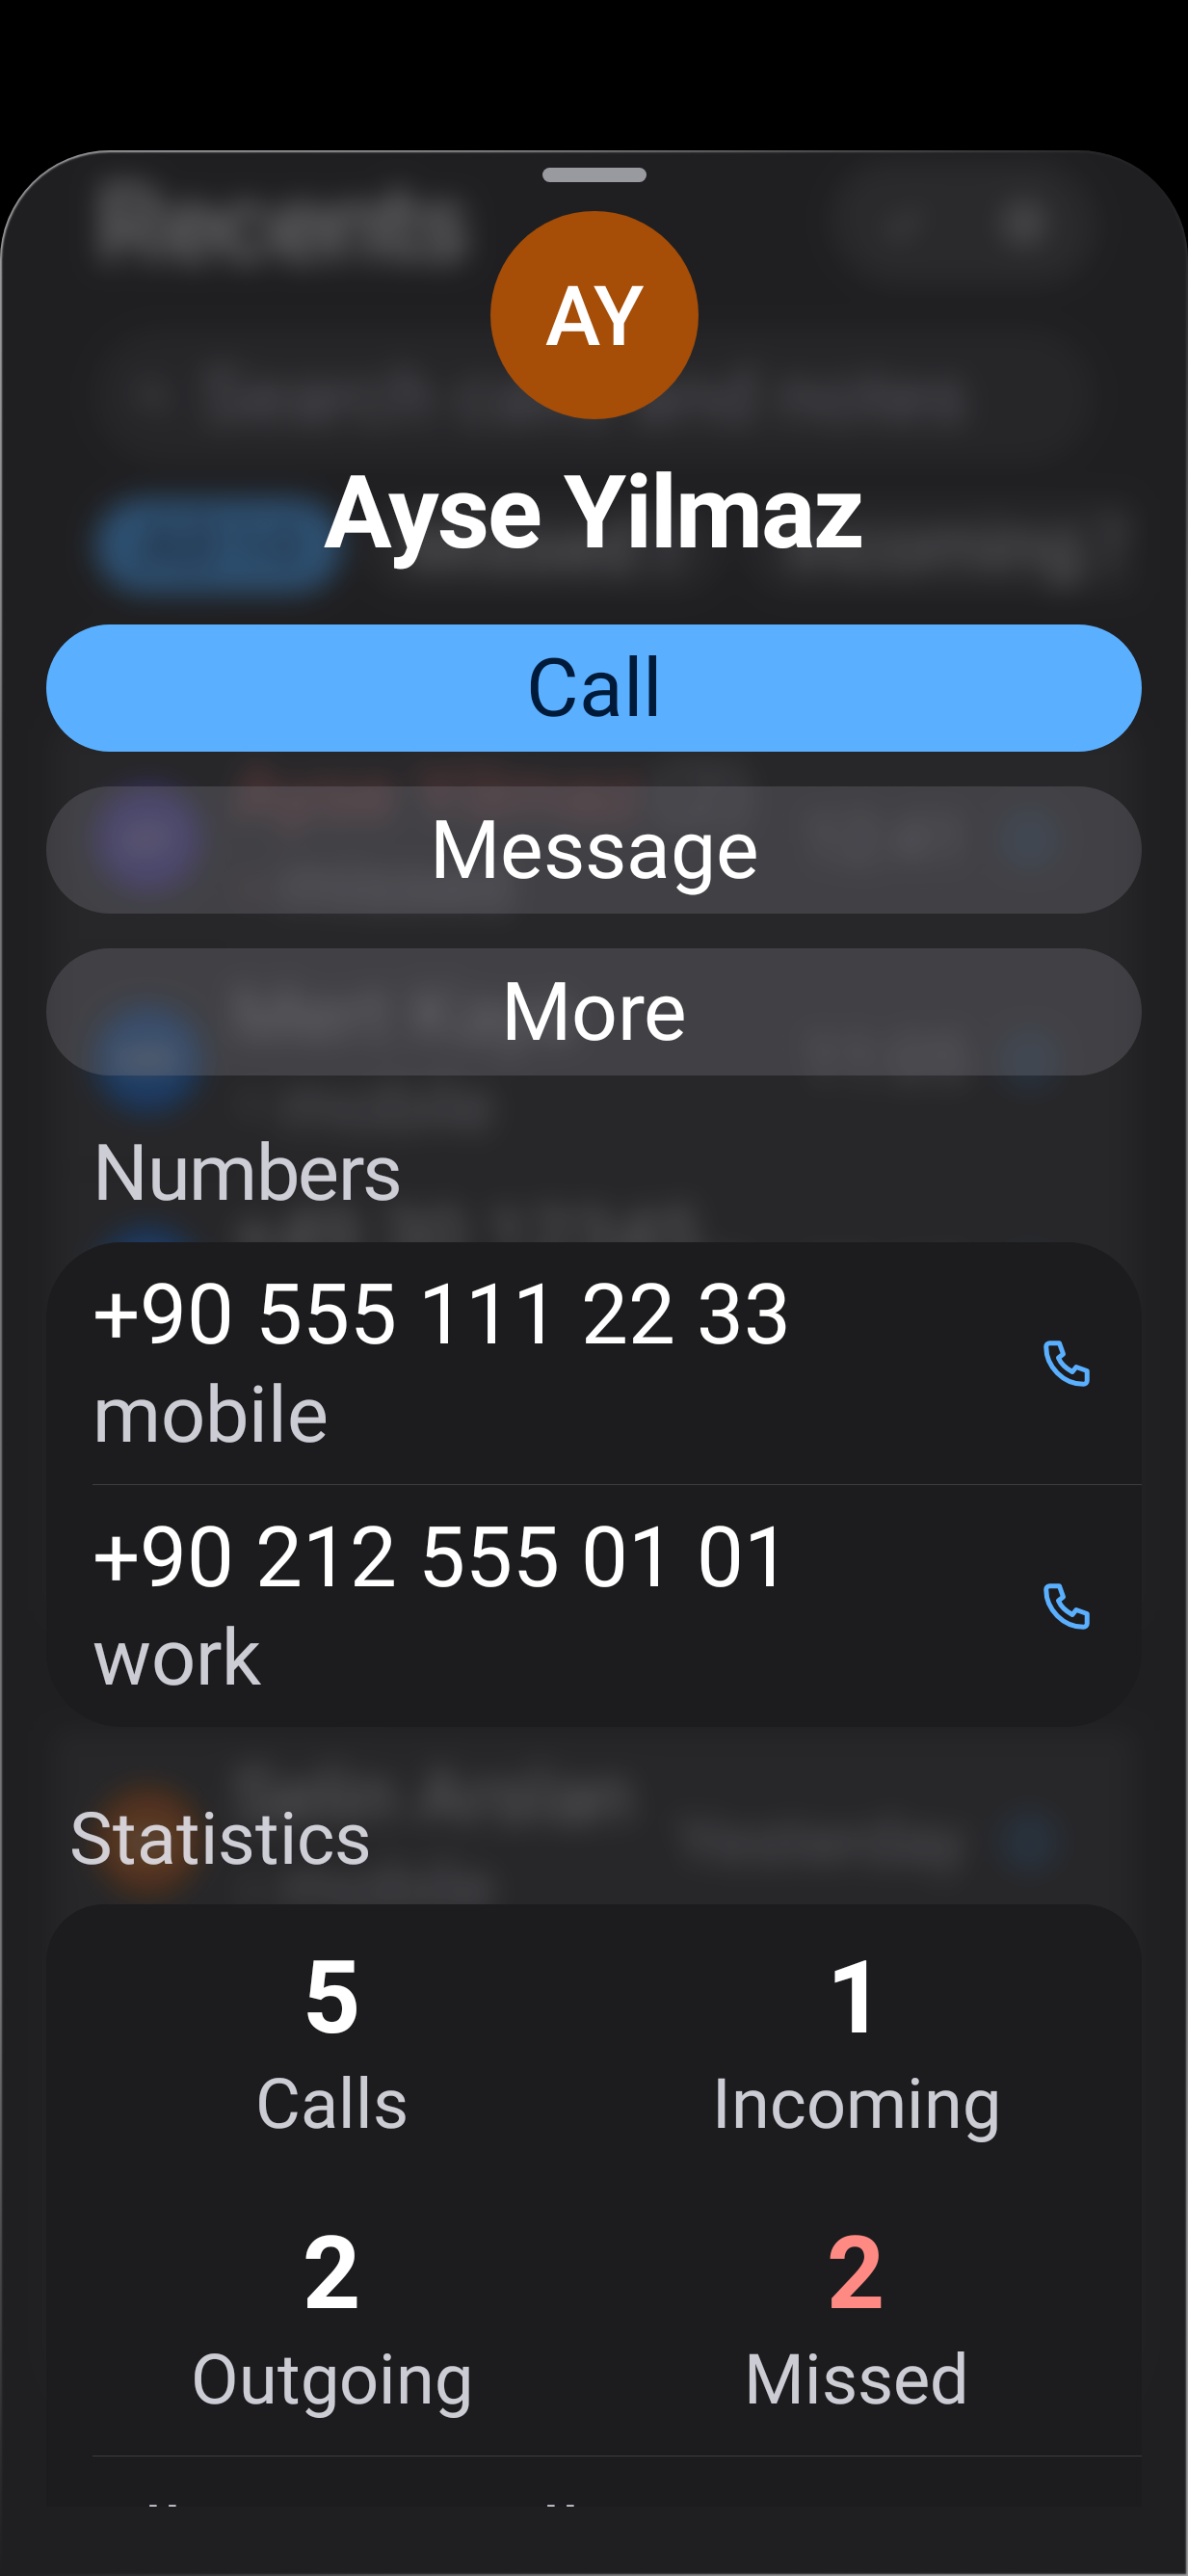 Recents
AY
Ayse Yilmaz
Call
Message
More
Numbers
+90 555 111 22 33
mobile
+90 212 555 01 01
work
Statistics
5
Calls
1
Incoming
2
Outgoing
2
Missed